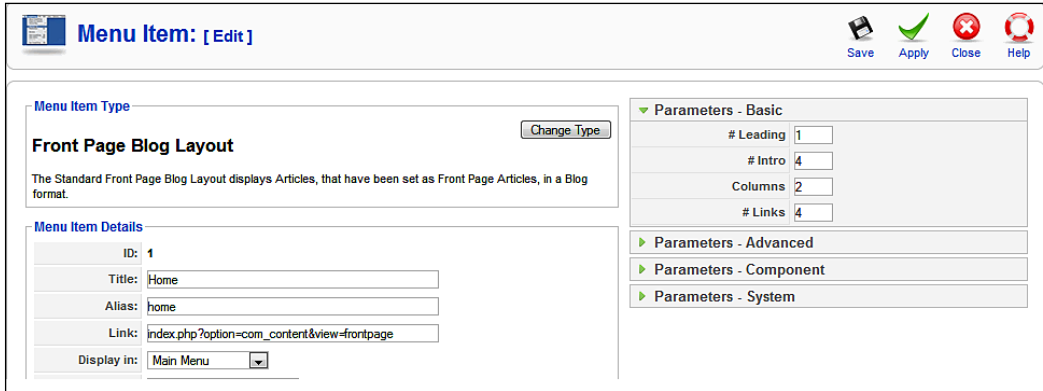 Menu Item: [ Edit ]
Save Apply Close Help
Menu Item Type
Change Type
Front Page Blog Layout
The Standard Front Page Blog Layout displays Articles, that have been set as Front Page Articles, in a Blog
format.
Menu Item Details
ID: 1
Title: Home
Alias: home
Link: index.php?option=com_content&view=frontpage
Display in: Main Menu
Parameters - Basic
# Leading 1
# Intro 4
Columns 2
# Links 4
Parameters - Advanced
Parameters - Component
Parameters - System